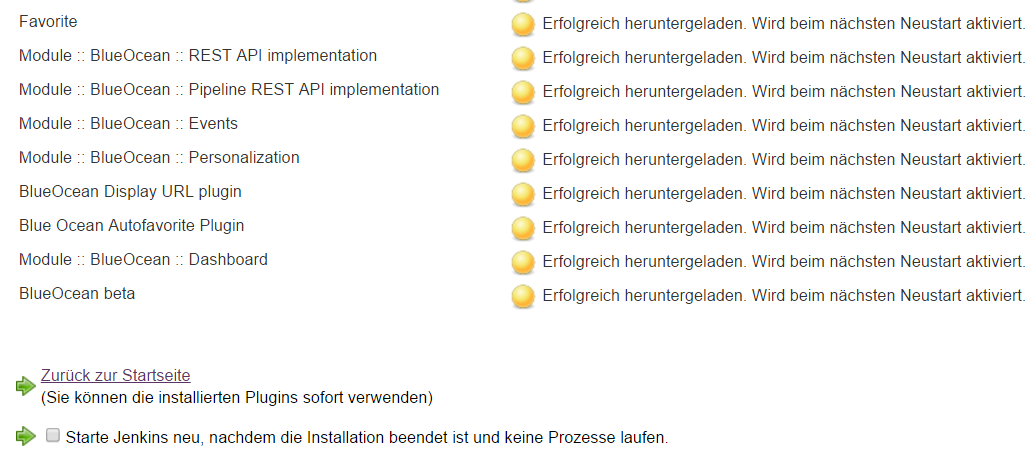 Favorite Erfolgreich heruntergeladen. Wird beim nächsten Neustart aktiviert.
Module :: BlueOcean :: REST API implementation Erfolgreich heruntergeladen. Wird beim nächsten Neustart aktiviert.
Module :: BlueOcean :: Pipeline REST API implementation Erfolgreich heruntergeladen. Wird beim nächsten Neustart aktiviert.
Module :: BlueOcean :: Events Erfolgreich heruntergeladen. Wird beim nächsten Neustart aktiviert.
Module :: BlueOcean :: Personalization Erfolgreich heruntergeladen. Wird beim nächsten Neustart aktiviert.
BlueOcean Display URL plugin Erfolgreich heruntergeladen. Wird beim nächsten Neustart aktiviert.
Blue Ocean Autofavorite Plugin Erfolgreich heruntergeladen. Wird beim nächsten Neustart aktiviert.
Module :: BlueOcean :: Dashboard Erfolgreich heruntergeladen. Wird beim nächsten Neustart aktiviert.
BlueOcean beta Erfolgreich heruntergeladen. Wird beim nächsten Neustart aktiviert.
Zurück zur Startseite
(Sie können die installierten Plugins sofort verwenden)
Starte Jenkins neu, nachdem die Installation beendet ist und keine Prozesse laufen.